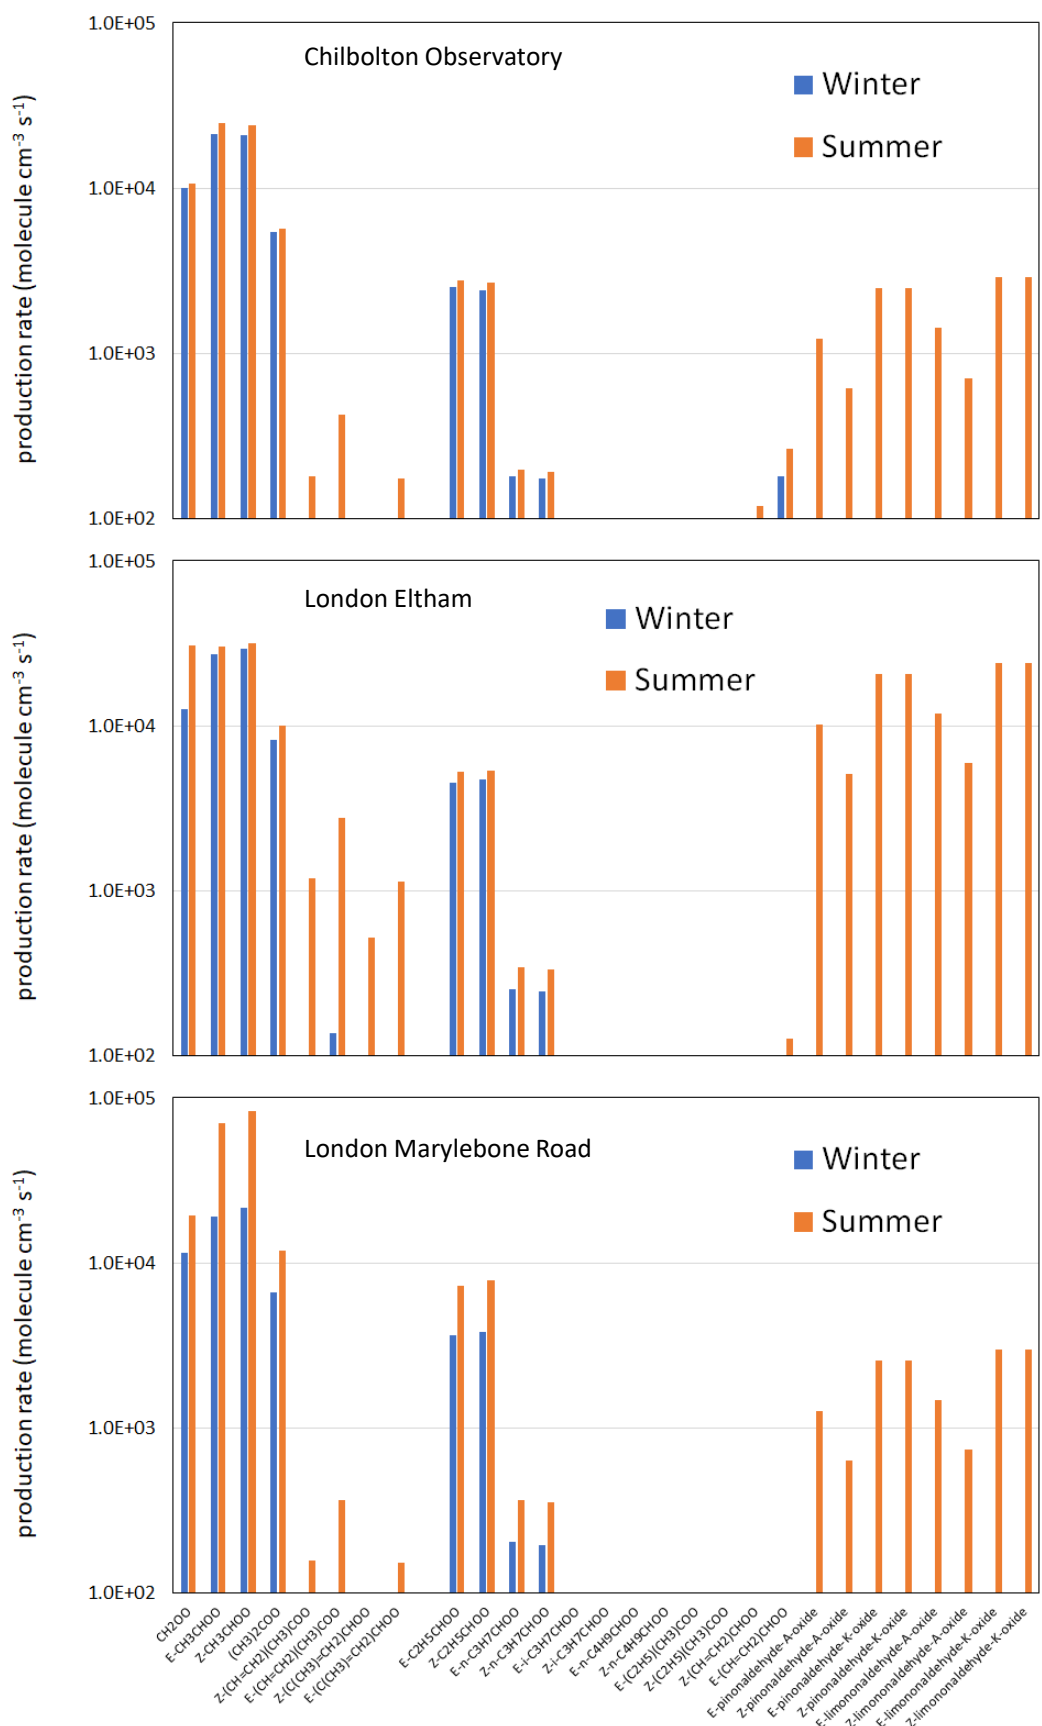 Chilbolton Observatory
Winter
Summer
production rate (molecule cm-3 s-1)
1.0E+05
1.0E+04
1.0E+03
1.0E+02
London Eltham
Winter
Summer
production rate (molecule cm-3 s-1)
1.0E+05
1.0E+04
1.0E+03
1.0E+02
London Marylebone Road
Winter
Summer
production rate (molecule cm-3 s-1)
1.0E+05
1.0E+04
1.0E+03
1.0E+02
CH2OO
E-CH3CHOO
Z-CH3CHOO
(CH3)2COO
Z-(CH=CH2)(CH3)COO
E-(CH=CH2)(CH3)COO
Z-(C(CH3)=CH2)CHOO
E-(C(CH3)=CH2)CHOO
E-C2H5CHOO
Z-C2H5CHOO
E-n-C3H7CHOO
Z-n-C3H7CHOO
E-i-C3H7CHOO
Z-i-C3H7CHOO
E-n-C4H9CHOO
Z-n-C4H9CHOO
E-(C2H5)(CH3)COO
Z-(C2H5)(CH3)COO
Z-(CH=CH2)CHOO
E-(CH=CH2)CHOO
E-pinonaldehyde-A-oxide
Z-pinonaldehyde-A-oxide
E-pinonaldehyde-K-oxide
Z-pinonaldehyde-K-oxide
E-limononaldehyde-A-oxide
Z-limononaldehyde-A-oxide
E-limononaldehyde-K-oxide
Z-limononaldehyde-K-oxide